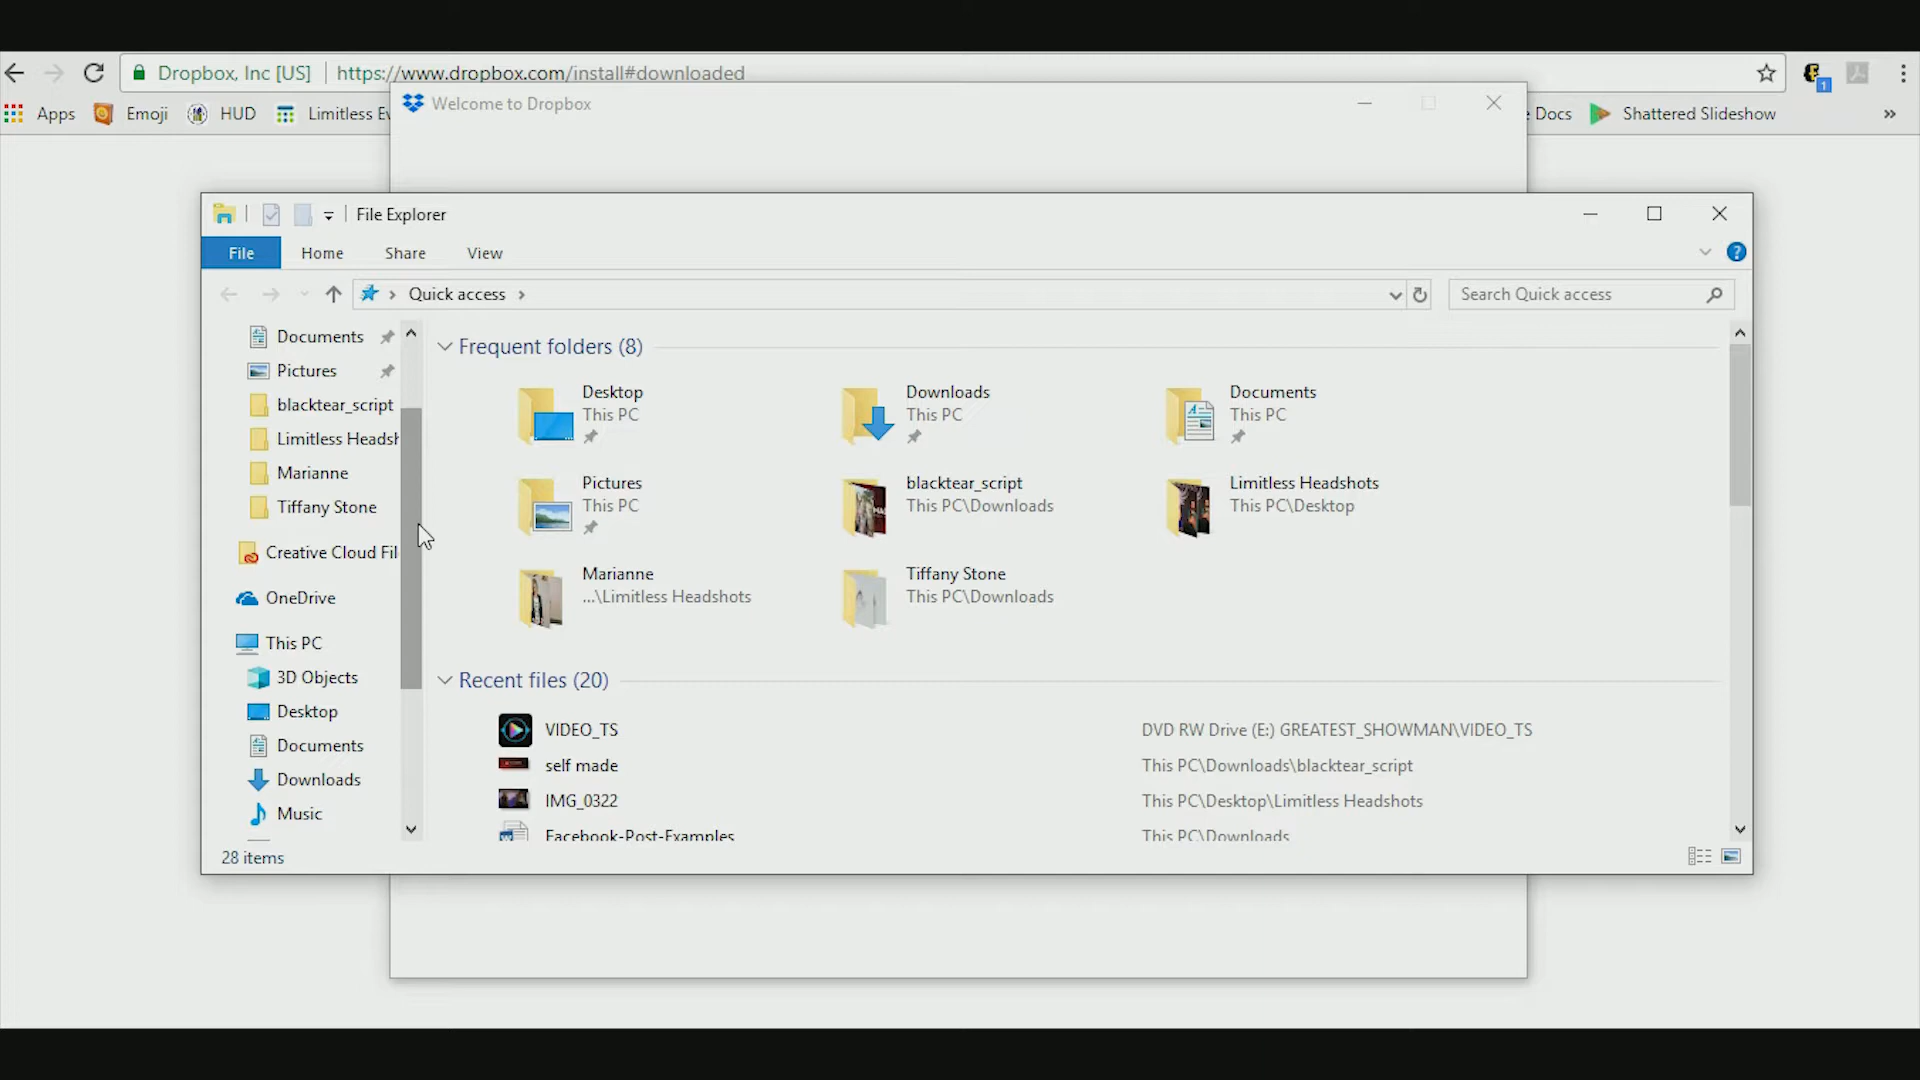 Dropbox, Inc [US] https://www.dropbox.com/install#downloaded
Apps Emoji HUD Limitless Ev Docs Shattered Slideshow »
Welcome to Dropbox
File Explorer
File Home Share View
Quick access
Search Quick access
Documents
Pictures
blacktear_script
Limitless Headsh
Marianne
Tiffany Stone
Creative Cloud Fil
OneDrive
This PC
3D Objects
Desktop
Documents
Downloads
Music
Frequent folders (8)
Desktop
This PC
Downloads
This PC
Documents
This PC
Pictures
This PC
blacktear_script
This PC\Downloads
Limitless Headshots
This PC\Desktop
Marianne
...\Limitless Headshots
Tiffany Stone
This PC\Downloads
Recent files (20)
VIDEO_TS DVD RW Drive (E:) GREATEST_SHOWMAN\VIDEO_TS
self made This PC\Downloads\blacktear_script
IMG_0322 This PC\Desktop\Limitless Headshots
Facebook-Post-Examples This PC\Downloads
28 items